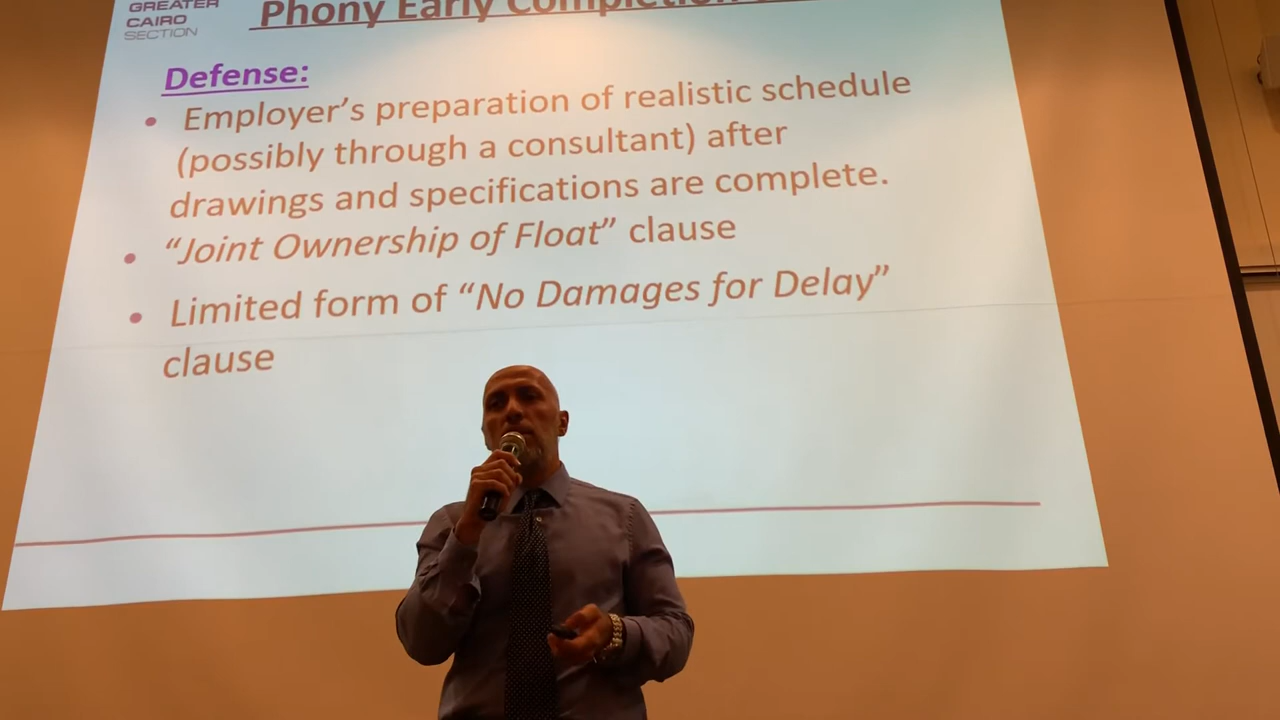 GREATER
CAIRO
SECTION
Phony Early Completion
Defense:
• Employer’s preparation of realistic schedule
(possibly through a consultant) after
drawings and specifications are complete.
• “Joint Ownership of Float” clause
• Limited form of “No Damages for Delay”
clause